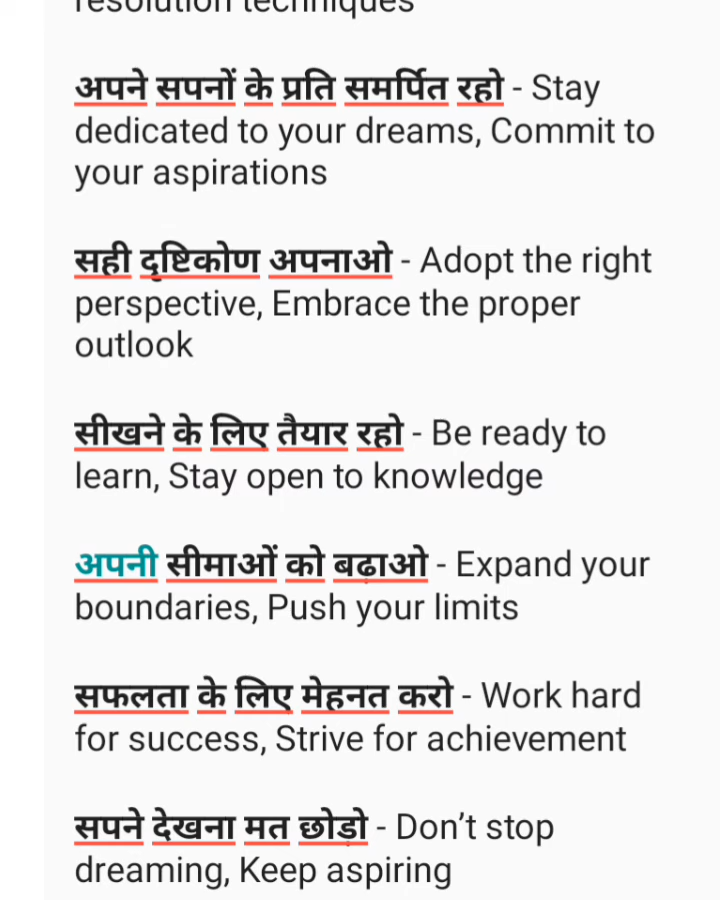 resolution techniques
अपने सपनों के प्रति समर्पित रहो - Stay
dedicated to your dreams, Commit to
your aspirations
सही दृष्टिकोण अपनाओ - Adopt the right
perspective, Embrace the proper
outlook
सीखने के लिए तैयार रहो - Be ready to
learn, Stay open to knowledge
अपनी सीमाओं को बढाओ - Expand your
boundaries, Push your limits
सफलता के लिए मेहनत करो - Work hard
for success, Strive for achievement
सपने देखना मत छोडो - Don’t stop
dreaming, Keep aspiring